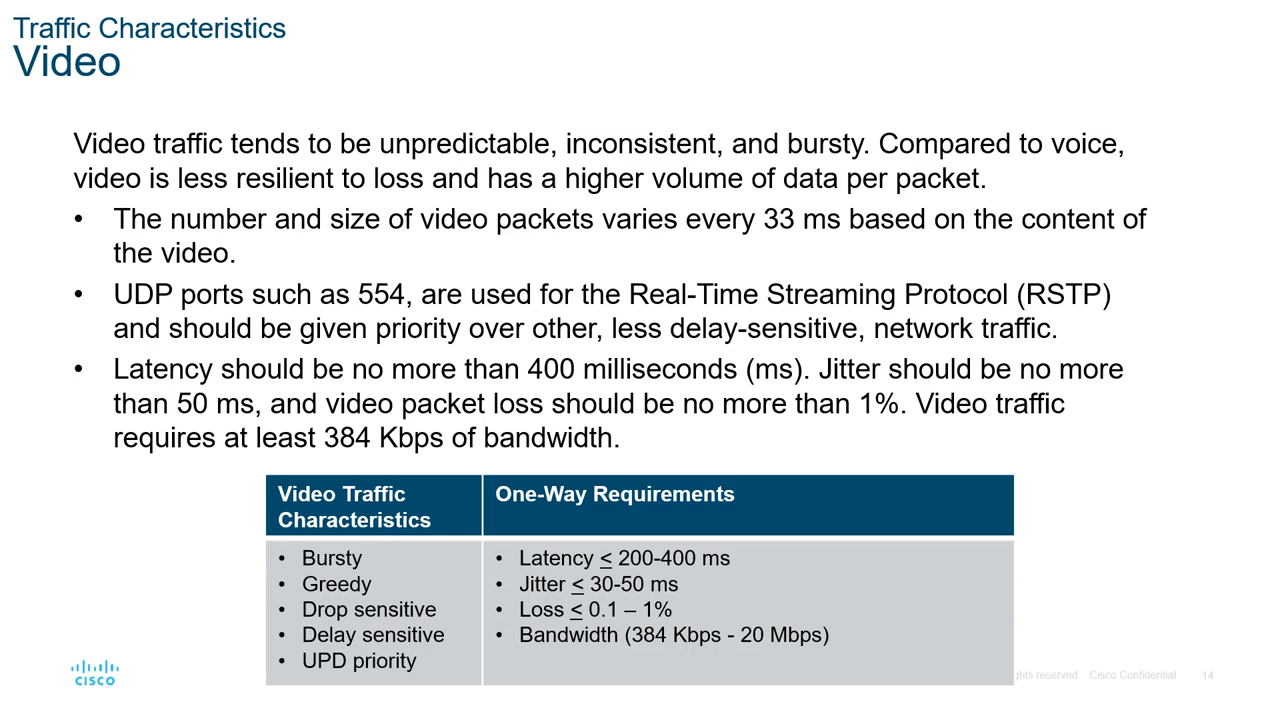 Traffic Characteristics
Video
Video traffic tends to be unpredictable, inconsistent, and bursty. Compared to voice,
video is less resilient to loss and has a higher volume of data per packet.
• The number and size of video packets varies every 33 ms based on the content of
the video.
• UDP ports such as 554, are used for the Real-Time Streaming Protocol (RSTP)
and should be given priority over other, less delay-sensitive, network traffic.
• Latency should be no more than 400 milliseconds (ms). Jitter should be no more
than 50 ms, and video packet loss should be no more than 1%. Video traffic
requires at least 384 Kbps of bandwidth.
Video Traffic
Characteristics
One-Way Requirements
• Bursty
• Greedy
• Drop sensitive
• Delay sensitive
• UPD priority
• Latency ≤ 200-400 ms
• Jitter ≤ 30-50 ms
• Loss ≤ 0.1 – 1%
• Bandwidth (384 Kbps - 20 Mbps)
CISCO
ghts reserved. Cisco Confidential
14